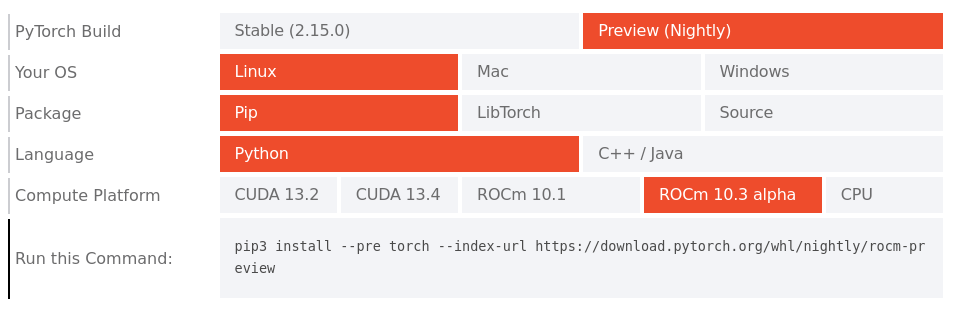 PyTorch Build Stable (2.15.0) Preview (Nightly)
Your OS Linux Mac Windows
Package Pip LibTorch Source
Language Python C++ / Java
Compute Platform CUDA 13.2 CUDA 13.4 ROCm 10.1 ROCm 10.3 alpha CPU
Run this Command: pip3 install --pre torch --index-url https://download.pytorch.org/whl/nightly/rocm-pr
eview